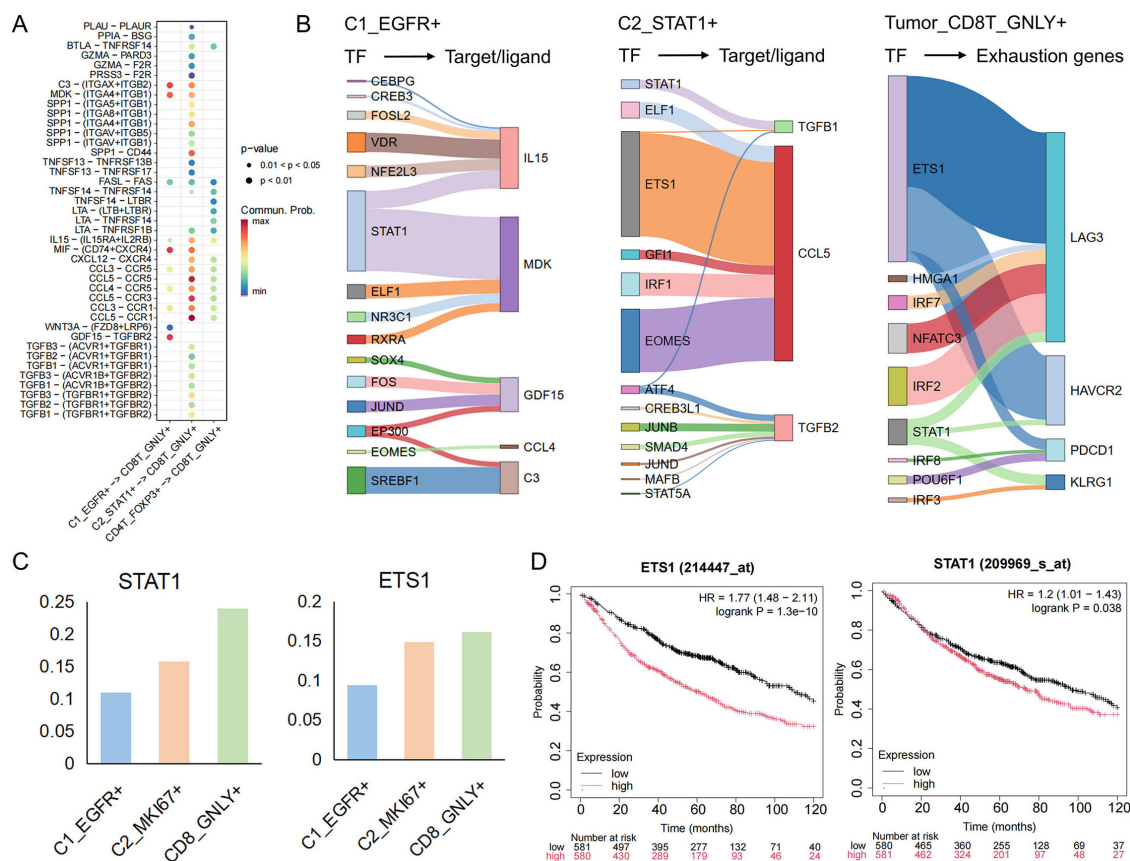 A
PLAU − PLAUR
PPIA − BSG
BTLA − TNFRSF14
GZMA − PARD3
GZMA − F2R
PRSS3 − F2R
C3 − (ITGAX+ITGB2)
MDK − (ITGA4+ITGB1)
SPP1 − (ITGA5+ITGB1)
SPP1 − (ITGA8+ITGB1)
SPP1 − (ITGA4+ITGB1)
SPP1 − (ITGAV+ITGB5)
SPP1 − (ITGAV+ITGB1)
SPP1 − CD44
TNFSF13 − TNFRSF13B
TNFSF13 − TNFRSF17
FASL − FAS
TNFSF14 − TNFRSF14
TNFSF14 − LTBR
LTA − (LTB+LTBR)
LTA − TNFRSF14
LTA − TNFRSF1B
IL15 − (IL15RA+IL2RB)
MIF − (CD74+CXCR4)
CXCL12 − CXCR4
CCL3 − CCR5
CCL5 − CCR5
CCL4 − CCR5
CCL5 − CCR3
CCL3 − CCR1
CCL5 − CCR1
WNT3A − (FZD8+LRP6)
GDF15 − TGFBR2
TGFB3 − (ACVR1+TGFBR1)
TGFB2 − (ACVR1+TGFBR1)
TGFB1 − (ACVR1+TGFBR1)
TGFB3 − (ACVR1B+TGFBR2)
TGFB1 − (ACVR1B+TGFBR2)
TGFB3 − (TGFBR1+TGFBR2)
TGFB2 − (TGFBR1+TGFBR2)
TGFB1 − (TGFBR1+TGFBR2)
C1_EGFR+ −> CD8T_GNLY+
C2_STAT1+ −> CD8T_GNLY+
CD4T_FOXP3+ −> CD8T_GNLY+
p-value
0.01 < p < 0.05
p < 0.01
Commun. Prob.
max
min
B
C1_EGFR+
TF
Target/ligand
CEBPG
CREB3
FOSL2
VDR
NFE2L3
STAT1
ELF1
NR3C1
RXRA
SOX4
FOS
JUND
EP300
EOMES
SREBF1
IL15
MDK
GDF15
CCL4
C3
C2_STAT1+
TF
Target/ligand
STAT1
ELF1
ETS1
GFI1
IRF1
EOMES
ATF4
CREB3L1
JUNB
SMAD4
JUND
MAFB
STAT5A
TGFB1
CCL5
TGFB2
Tumor_CD8T_GNLY+
TF
Exhaustion genes
ETS1
HMGA1
IRF7
NFATC3
IRF2
STAT1
IRF8
POU6F1
IRF3
LAG3
HAVCR2
PDCD1
KLRG1
C
STAT1
0.25
0.2
0.15
0.1
0.05
0
C1_EGFR+
C2_MKI67+
CD8_GNLY+
ETS1
0.2
0.15
0.1
0.05
0
C1_EGFR+
C2_MKI67+
CD8_GNLY+
D
ETS1 (214447_at)
HR = 1.77 (1.48 − 2.11)
logrank P = 1.3e−10
Probability
1.0
0.8
0.6
0.4
0.2
0.0
Expression
low
high
0 20 40 60 80 100 120
Time (months)
Number at risk
low 581 497 395 277 132 71 40
high 580 430 289 179 93 46 24
STAT1 (209969_s_at)
HR = 1.2 (1.01 − 1.43)
logrank P = 0.038
Probability
1.0
0.8
0.6
0.4
0.2
0.0
Expression
low
high
0 20 40 60 80 100 120
Time (months)
Number at risk
low 580 465 360 255 128 69 37
high 581 462 324 201 97 48 27